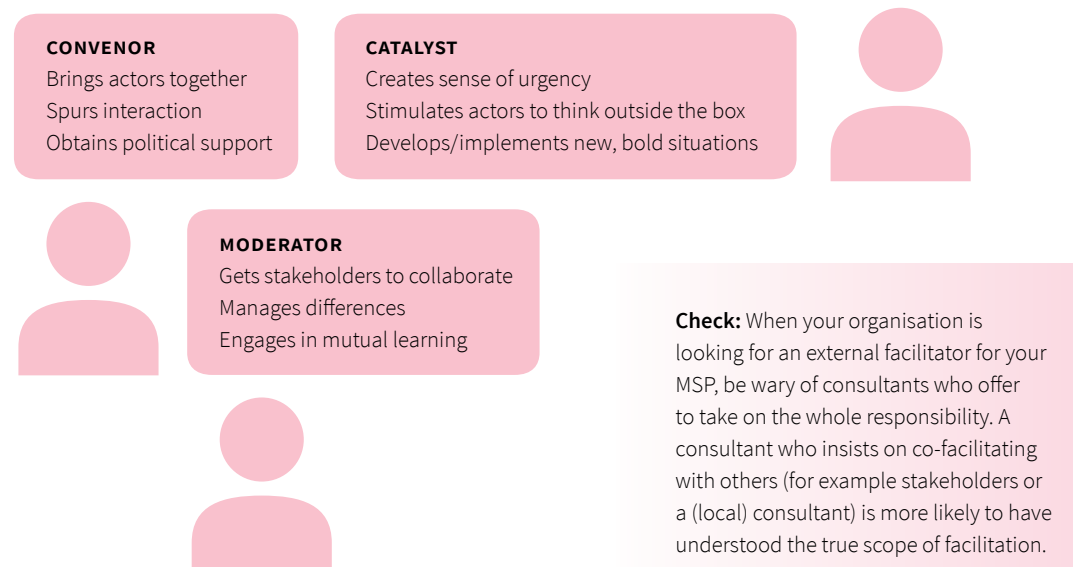 CONVENOR
Brings actors together
Spurs interaction
Obtains political support
CATALYST
Creates sense of urgency
Stimulates actors to think outside the box
Develops/implements new, bold situations
MODERATOR
Gets stakeholders to collaborate
Manages differences
Engages in mutual learning
Check: When your organisation is
looking for an external facilitator for your
MSP, be wary of consultants who offer
to take on the whole responsibility. A
consultant who insists on co-facilitating
with others (for example stakeholders or
a (local) consultant) is more likely to have
understood the true scope of facilitation.